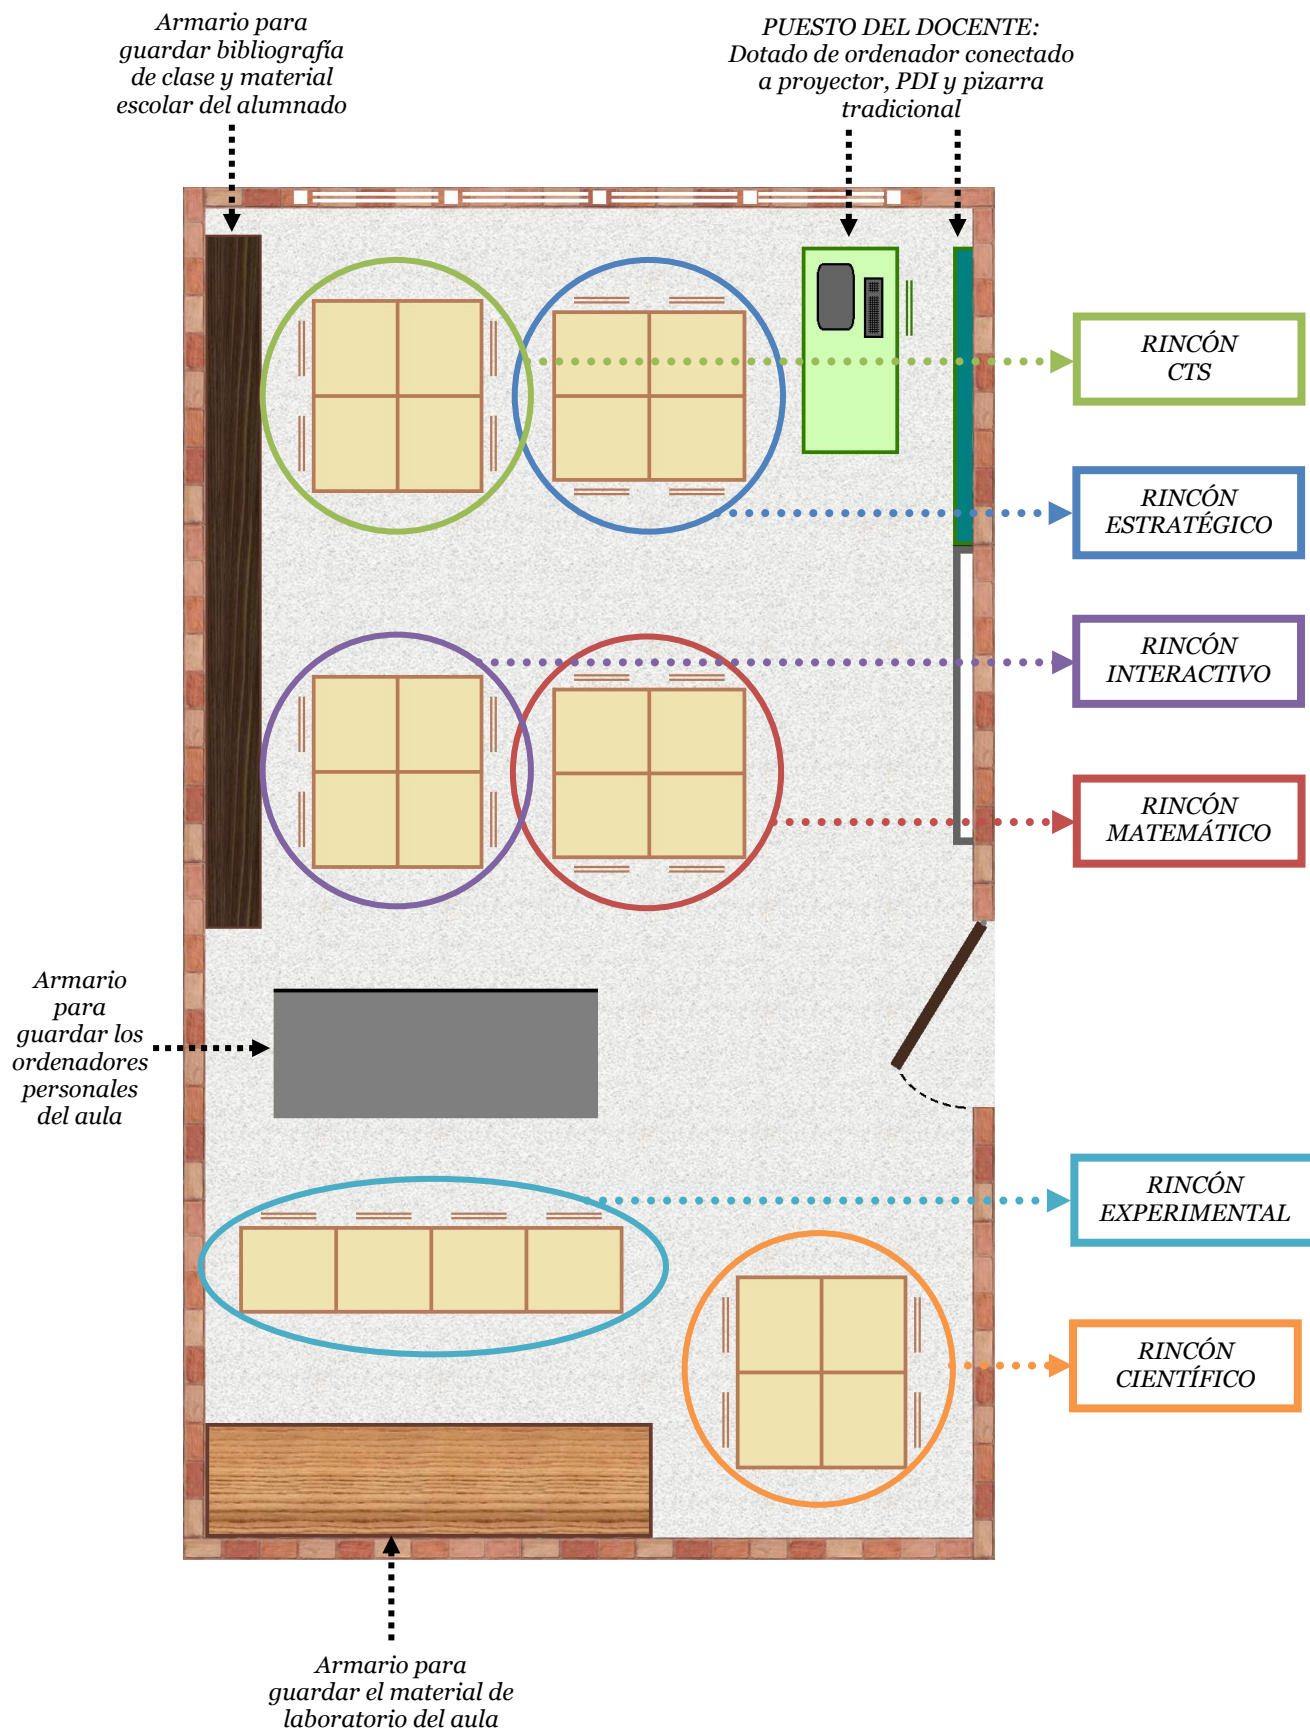 Armario para
guardar bibliografía
de clase y material
escolar del alumnado
PUESTO DEL DOCENTE:
Dotado de ordenador conectado
a proyector, PDI y pizarra
tradicional
RINCÓN
CTS
RINCÓN
ESTRATÉGICO
RINCÓN
INTERACTIVO
RINCÓN
MATEMÁTICO
Armario
para
guardar los
ordenadores
personales
del aula
RINCÓN
EXPERIMENTAL
RINCÓN
CIENTÍFICO
Armario para
guardar el material de
laboratorio del aula